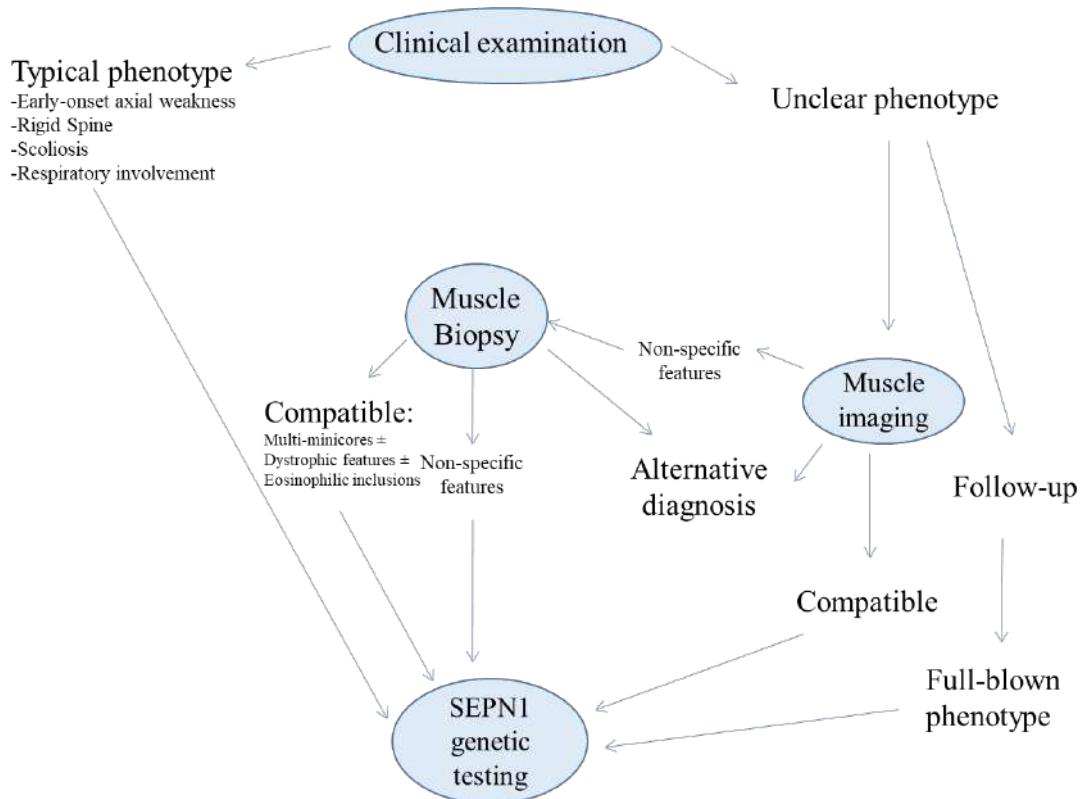 Clinical examination
Typical phenotype
-Early-onset axial weakness
-Rigid Spine
-Scoliosis
-Respiratory involvement
Unclear phenotype
Muscle
Biopsy
Non-specific
features
Muscle
imaging
Compatible:
Multi-minicores ±
Dystrophic features ±
Eosinophilic inclusions
Non-specific
features
Alternative
diagnosis
Follow-up
Compatible
Full-blown
phenotype
SEPN1
genetic
testing